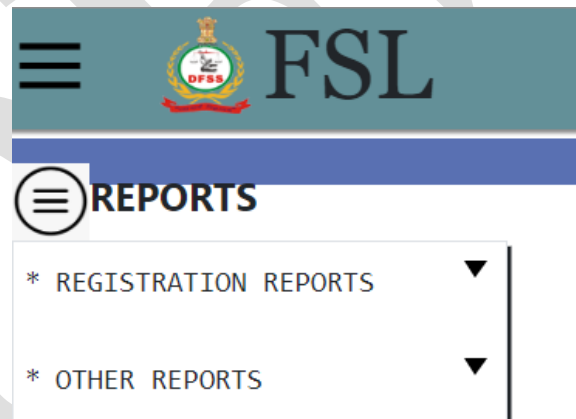 DFSS
FSL
REPORTS
* REGISTRATION REPORTS
* OTHER REPORTS